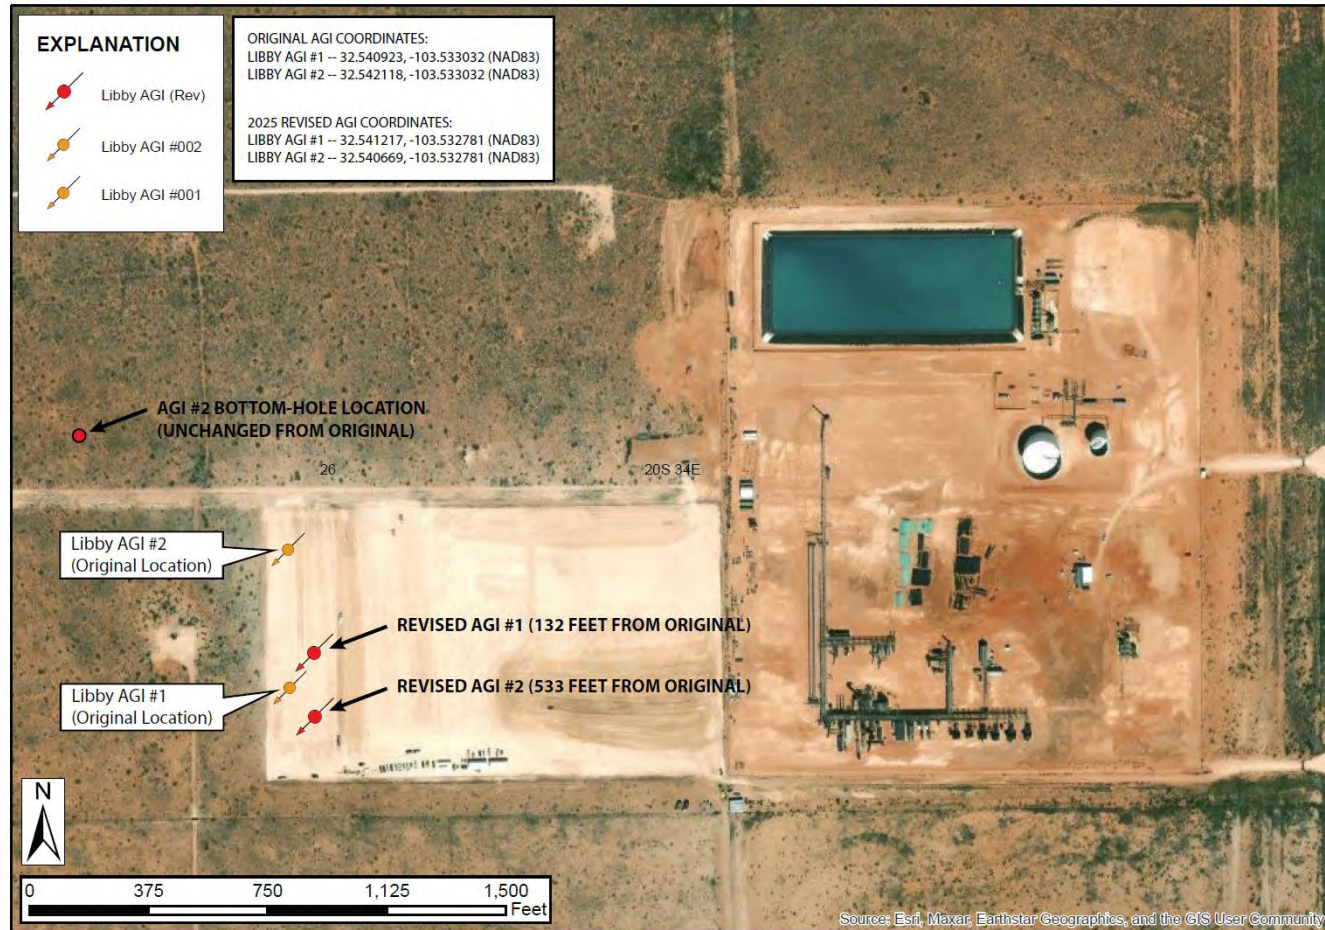 EXPLANATION
Libby AGI (Rev)
Libby AGI #002
Libby AGI #001
ORIGINAL AGI COORDINATES:
LIBBY AGI #1 -- 32.540923, -103.533032 (NAD83)
LIBBY AGI #2 -- 32.542118, -103.533032 (NAD83)
2025 REVISED AGI COORDINATES:
LIBBY AGI #1 -- 32.541217, -103.532781 (NAD83)
LIBBY AGI #2 -- 32.540669, -103.532781 (NAD83)
AGI #2 BOTTOM-HOLE LOCATION
(UNCHANGED FROM ORIGINAL)
26
20S 34E
Libby AGI #2
(Original Location)
REVISED AGI #1 (132 FEET FROM ORIGINAL)
Libby AGI #1
(Original Location)
REVISED AGI #2 (533 FEET FROM ORIGINAL)
N
0 375 750 1,125 1,500
Feet
Source: Esri, Maxar, Earthstar Geographics, and the GIS User Community